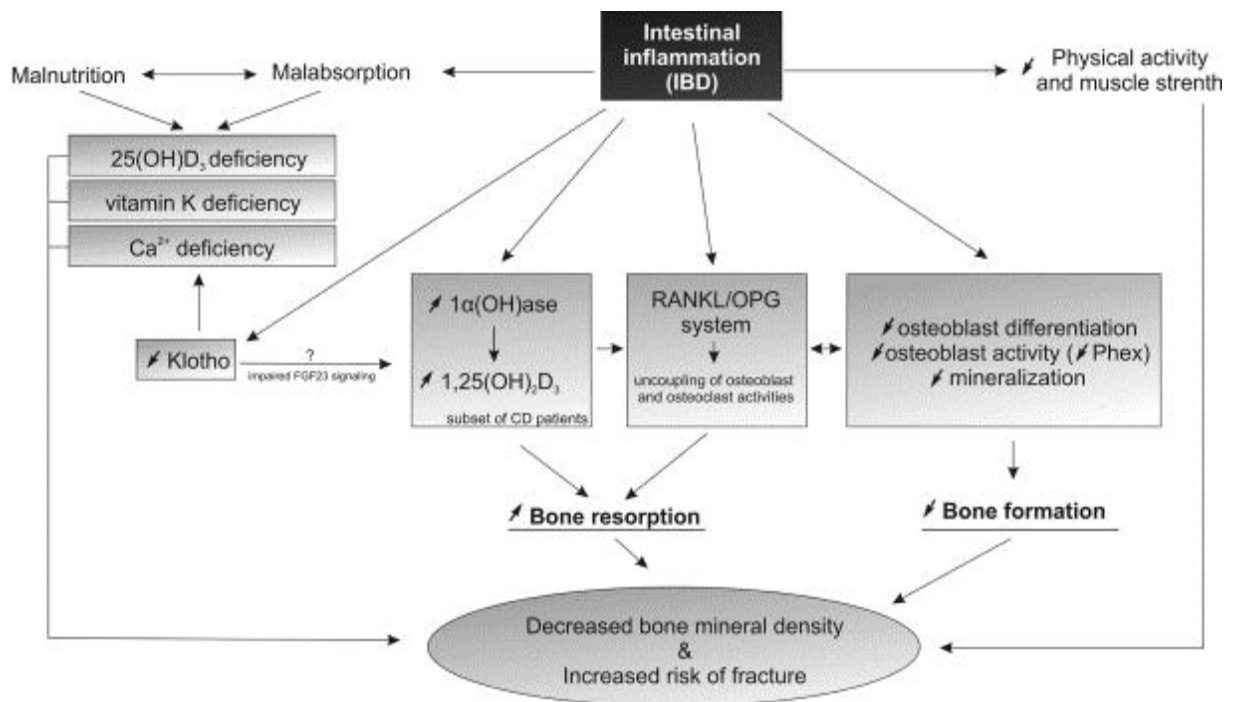 Intestinal
inflammation
(IBD)
Physical activity
and muscle strenth
Malnutrition
Malabsorption
25(OH)D₃ deficiency
vitamin K deficiency
Ca²⁺ deficiency
Klotho
?
impaired FGF23 signaling
1α(OH)ase
1,25(OH)₂D₃
subset of CD patients
RANKL/OPG
system
uncoupling of osteoblast
and osteoclast activities
osteoblast differentiation
osteoblast activity (Phex)
mineralization
Bone resorption
Bone formation
Decreased bone mineral density
&
Increased risk of fracture